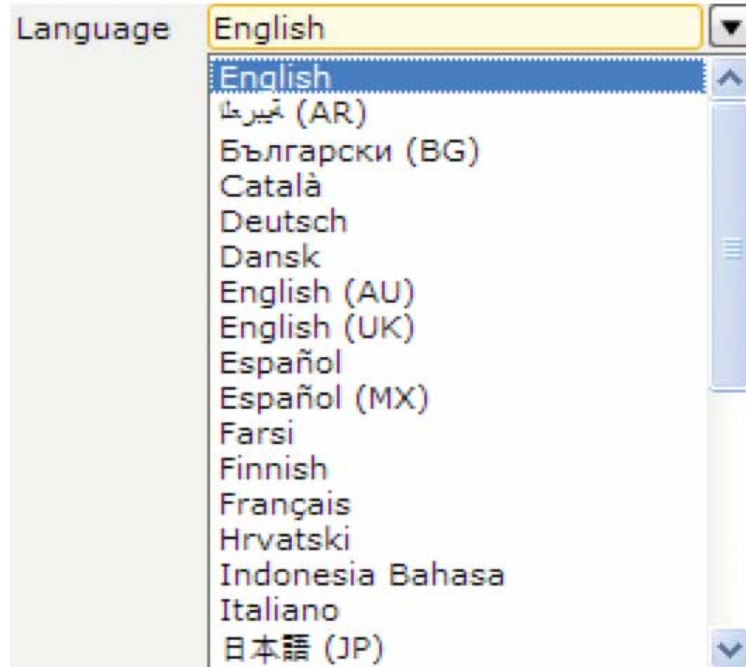 Language English
English
ﺔﻴﺑﺮﻌﻟﺍ (AR)
Български (BG)
Català
Deutsch
Dansk
English (AU)
English (UK)
Español
Español (MX)
Farsi
Finnish
Français
Hrvatski
Indonesia Bahasa
Italiano
日本語 (JP)